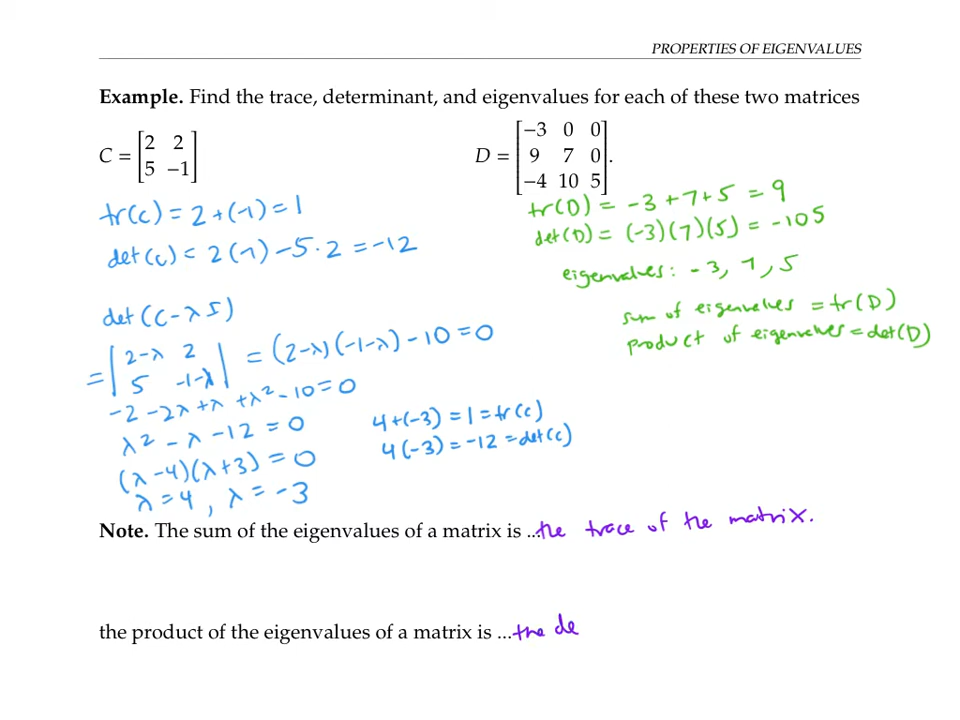 PROPERTIES OF EIGENVALUES
Example. Find the trace, determinant, and eigenvalues for each of these two matrices
C = [2 2
5 −1]
D = [−3 0 0
9 7 0
−4 10 5].
tr(C) = 2 + (-1) = 1
det(C) = 2(-1) - 5 · 2 = -12
det(C - λI)
= |2-λ 2
5 -1-λ| = (2-λ)(-1-λ) - 10 = 0
-2 - 2λ + λ + λ² - 10 = 0
λ² - λ - 12 = 0
(λ - 4)(λ + 3) = 0
λ = 4, λ = -3
4 + (-3) = 1 = tr(C)
4(-3) = -12 = det(C)
tr(D) = -3 + 7 + 5 = 9
det(D) = (-3)(7)(5) = -105
eigenvalues: -3, 7, 5
sum of eigenvalues = tr(D)
product of eigenvalues = det(D)
Note. The sum of the eigenvalues of a matrix is ...the trace of the matrix.
the product of the eigenvalues of a matrix is ...the de